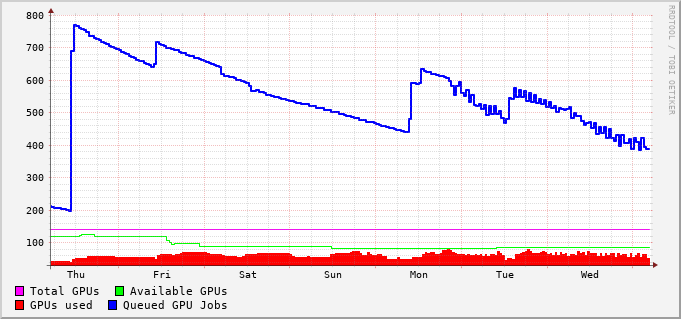 800
700
600
500
400
300
200
100
Thu Fri Sat Sun Mon Tue Wed
Total GPUs Available GPUs
GPUs used Queued GPU Jobs
RRDTOOL / TOBI OETIKER